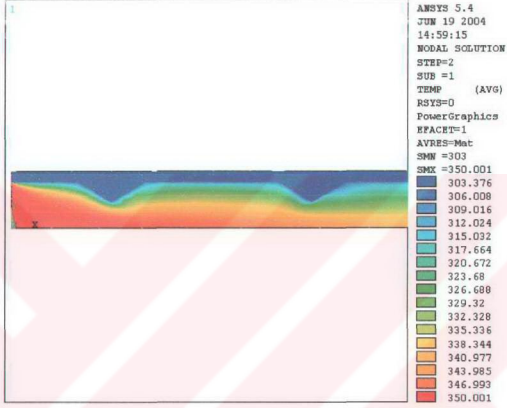 1
ANSYS 5.4
JUN 19 2004
14:59:15
NODAL SOLUTION
STEP=2
SUB =1
TEMP (AVG)
RSYS=0
PowerGraphics
EFACET=1
AVRES=Mat
SMN =303
SMX =350.001
303.376
306.008
309.016
312.024
315.032
317.664
320.672
323.68
326.688
329.32
332.328
335.336
338.344
340.977
343.985
346.993
350.001
X